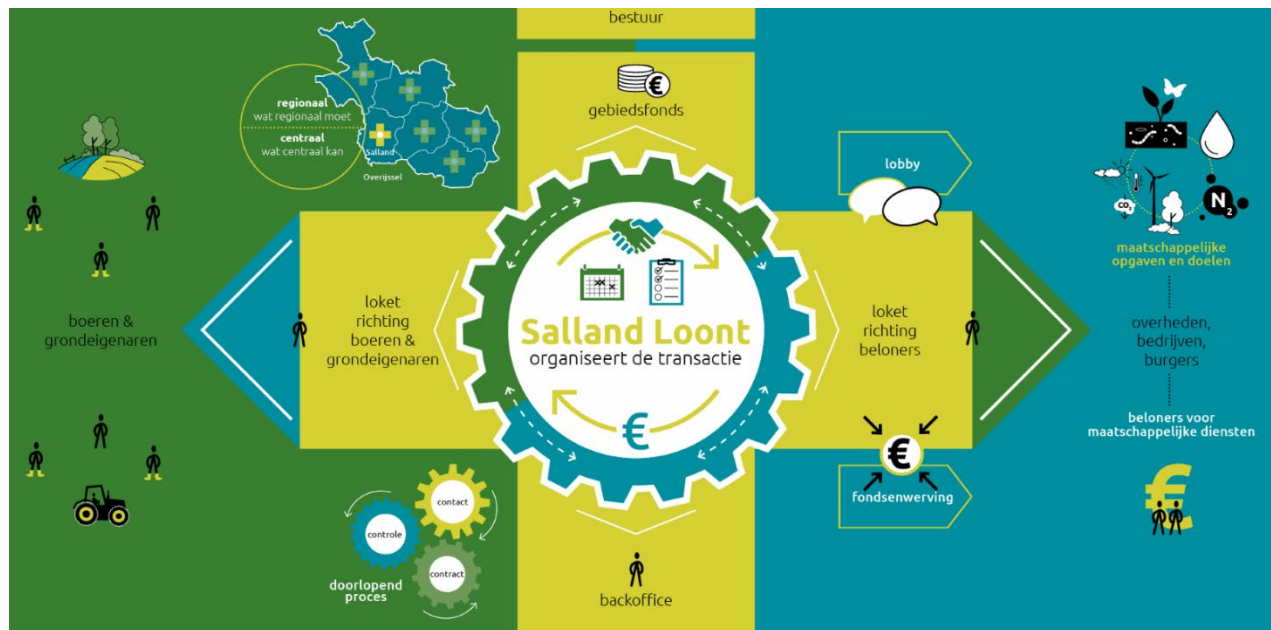 bestuur
gebiedsfonds
regionaal
wat regionaal moet
centraal
wat centraal kan
Salland
Overijssel
boeren &
grondeigenaren
loket
richting
boeren &
grondeigenaren
Salland Loont
organiseert de transactie
€
loket
richting
beloners
lobby
€
fondsenwerving
CO₂
N₂
maatschappelijke
opgaven en doelen
overheden,
bedrijven,
burgers
beloners voor
maatschappelijke diensten
€
contact
controle
contract
doorlopend
proces
backoffice
€